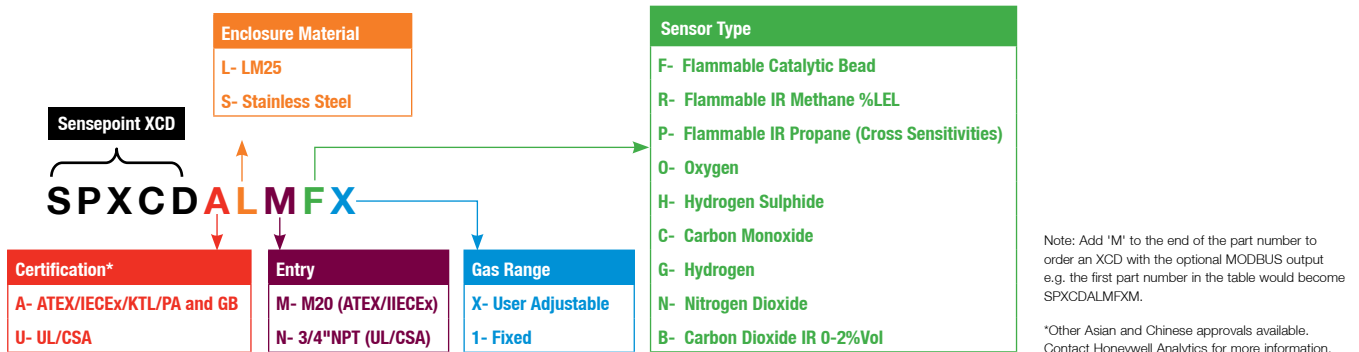 Enclosure Material
L- LM25
S- Stainless Steel
Sensor Type
F- Flammable Catalytic Bead
R- Flammable IR Methane %LEL
P- Flammable IR Propane (Cross Sensitivities)
O- Oxygen
H- Hydrogen Sulphide
C- Carbon Monoxide
G- Hydrogen
N- Nitrogen Dioxide
B- Carbon Dioxide IR 0-2%Vol
Sensepoint XCD
SPXCDALMFX
Certification*
A- ATEX/IECEx/KTL/PA and GB
U- UL/CSA
Entry
M- M20 (ATEX/IIECEx)
N- 3/4"NPT (UL/CSA)
Gas Range
X- User Adjustable
1- Fixed
Note: Add 'M' to the end of the part number to
order an XCD with the optional MODBUS output
e.g. the first part number in the table would become
SPXCDALMFXM.
*Other Asian and Chinese approvals available.
Contact Honeywell Analytics for more information.